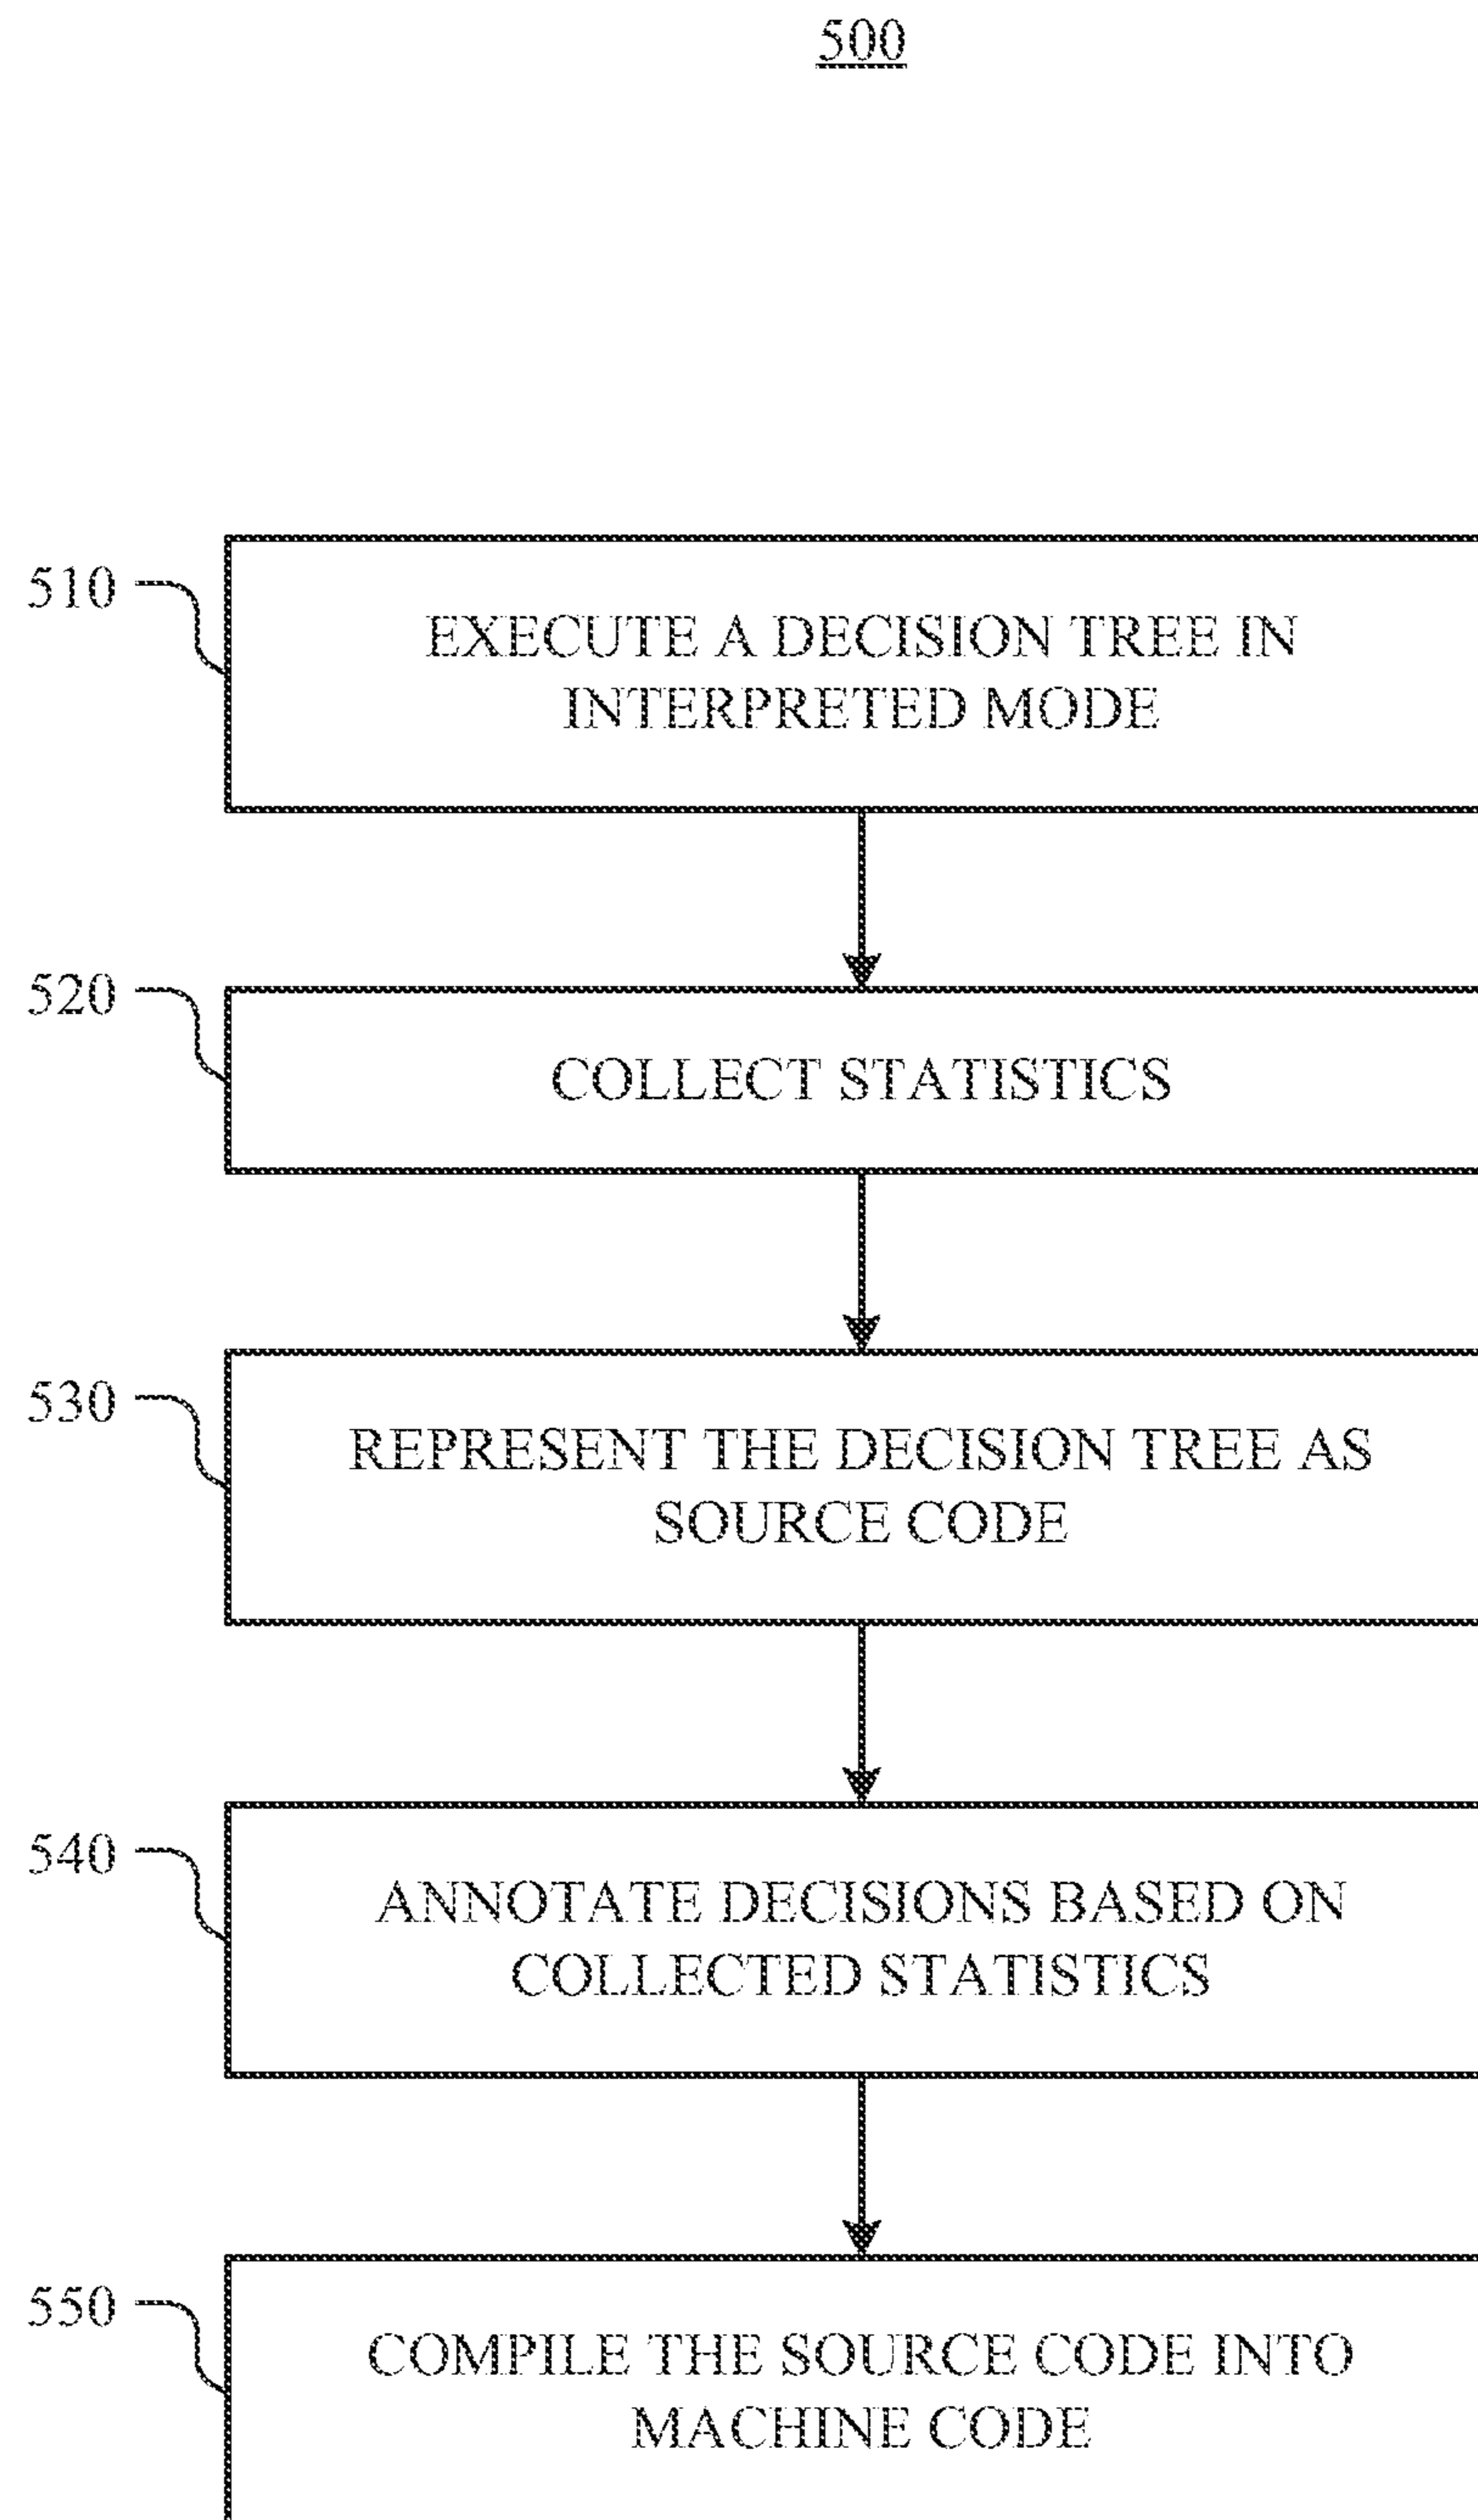 500
510
EXECUTE A DECISION TREE IN
INTERPRETED MODE
520
COLLECT STATISTICS
530
REPRESENT THE DECISION TREE AS
SOURCE CODE
540
ANNOTATE DECISIONS BASED ON
COLLECTED STATISTICS
550
COMPILE THE SOURCE CODE INTO
MACHINE CODE